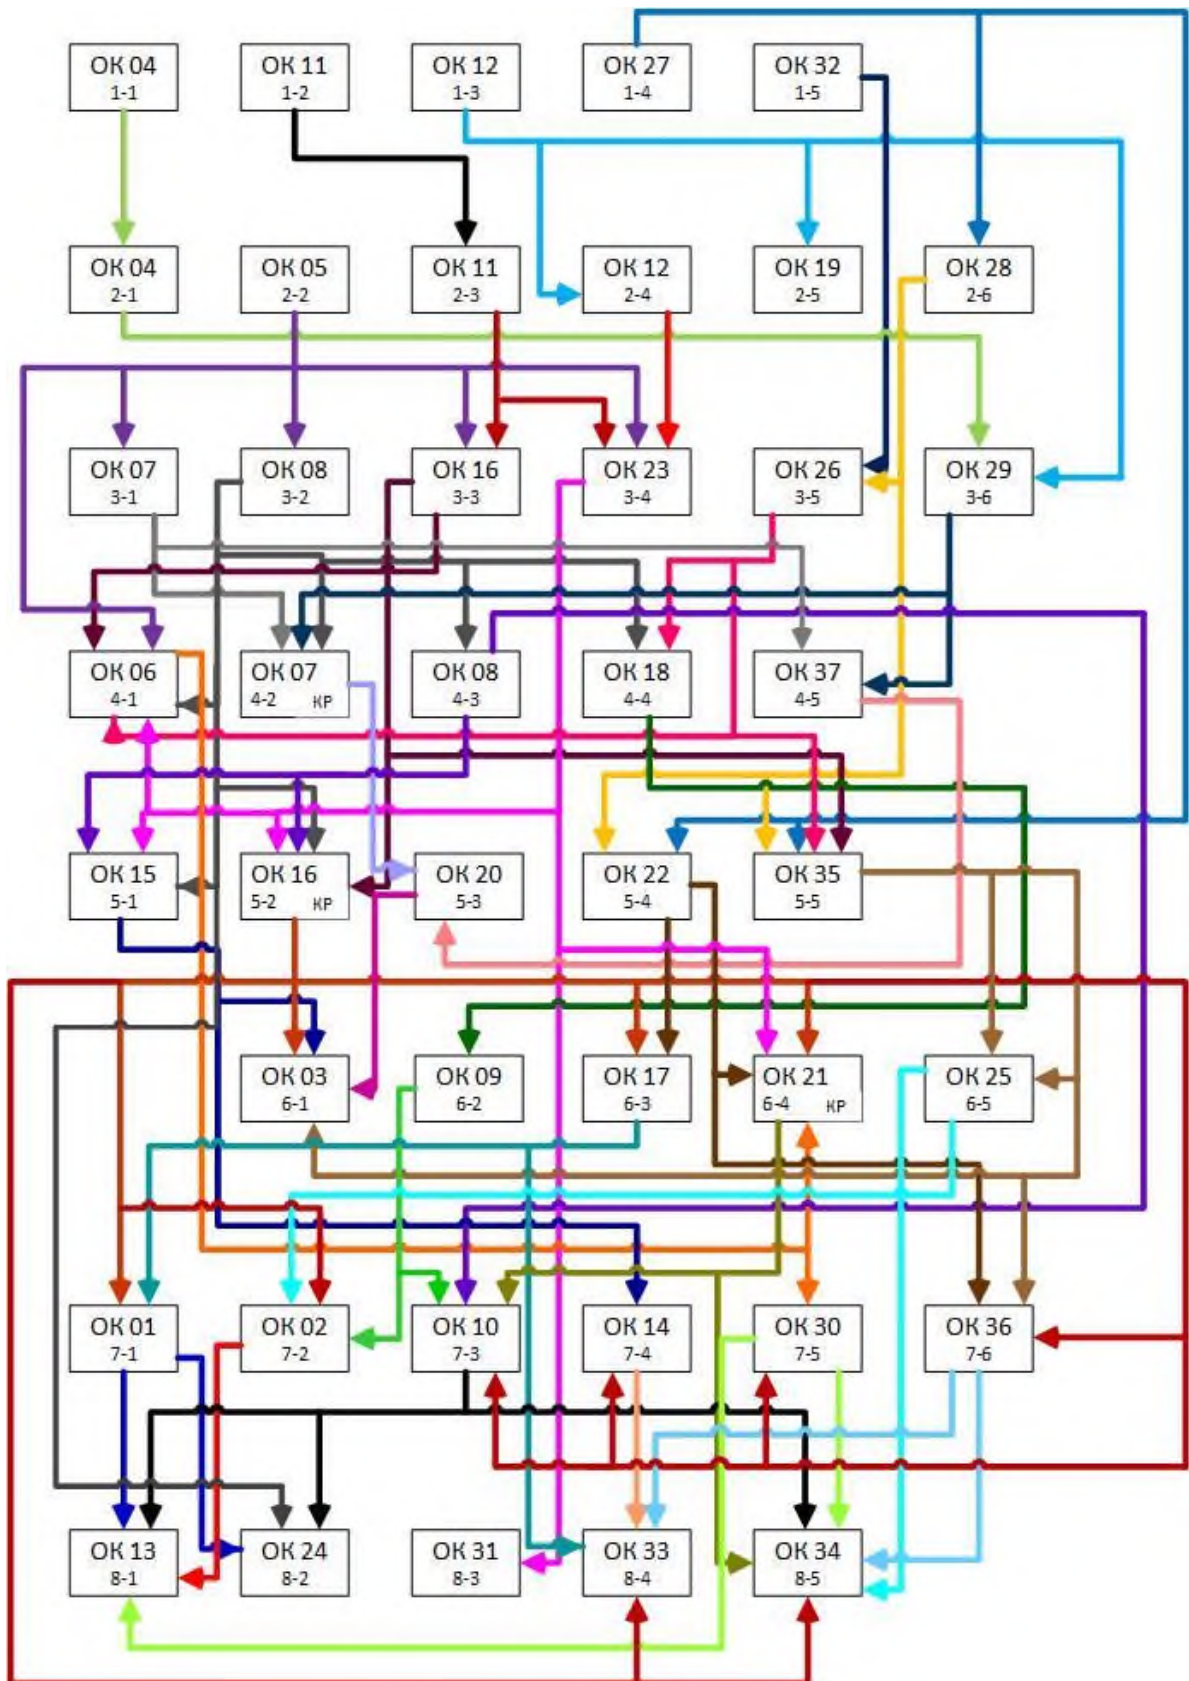 ОК 04
1-1
ОК 11
1-2
ОК 12
1-3
ОК 27
1-4
ОК 32
1-5
ОК 04
2-1
ОК 05
2-2
ОК 11
2-3
ОК 12
2-4
ОК 19
2-5
ОК 28
2-6
ОК 07
3-1
ОК 08
3-2
ОК 16
3-3
ОК 23
3-4
ОК 26
3-5
ОК 29
3-6
ОК 06
4-1
ОК 07
4-2 КР
ОК 08
4-3
ОК 18
4-4
ОК 37
4-5
ОК 15
5-1
ОК 16
5-2 КР
ОК 20
5-3
ОК 22
5-4
ОК 35
5-5
ОК 03
6-1
ОК 09
6-2
ОК 17
6-3
ОК 21
6-4 КР
ОК 25
6-5
ОК 01
7-1
ОК 02
7-2
ОК 10
7-3
ОК 14
7-4
ОК 30
7-5
ОК 36
7-6
ОК 13
8-1
ОК 24
8-2
ОК 31
8-3
ОК 33
8-4
ОК 34
8-5